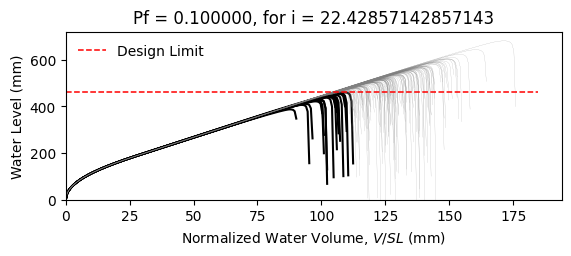 Pf = 0.100000, for i = 22.42857142857143
Design Limit
Water Level (mm)
600
400
200
0
0 25 50 75 100 125 150 175
Normalized Water Volume, V/SL (mm)